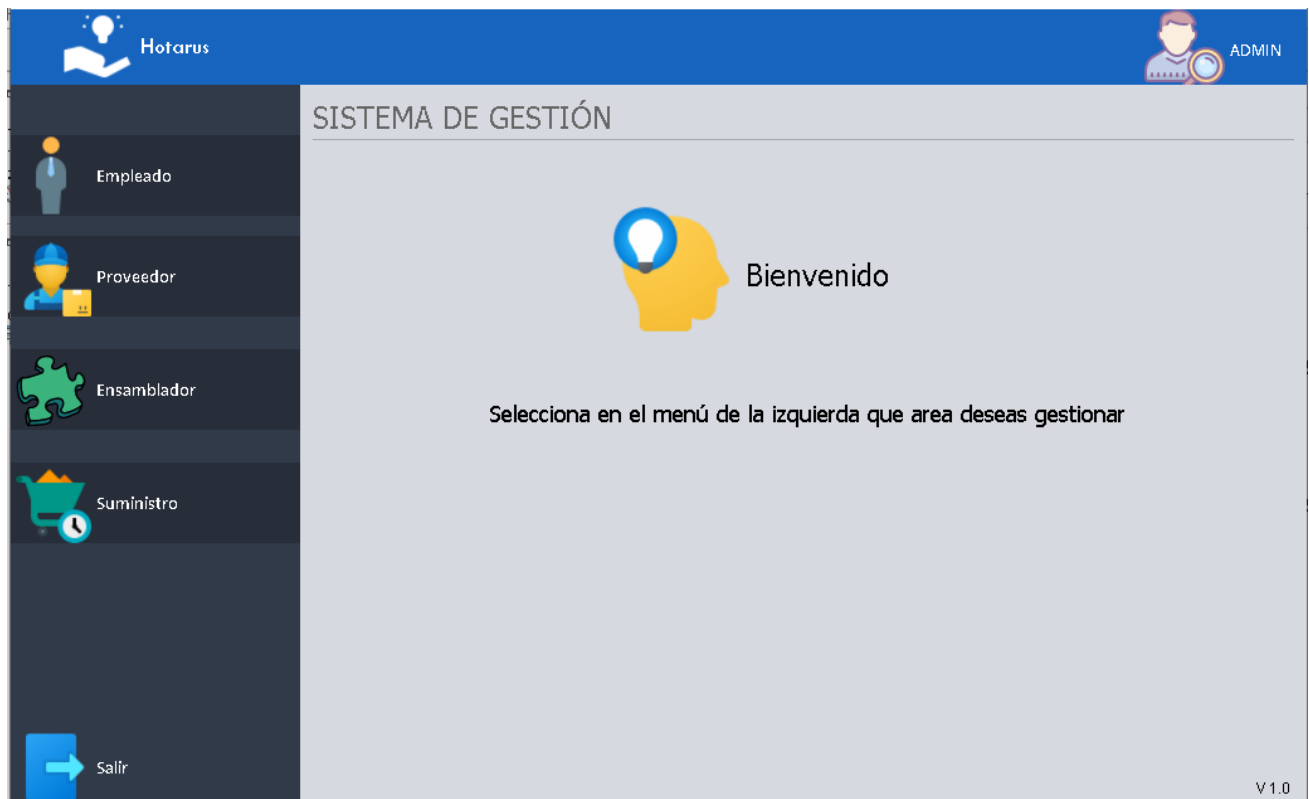 Hotarus
ADMIN
SISTEMA DE GESTIÓN
Empleado
Proveedor
Ensamblador
Suministro
Salir
Bienvenido
Selecciona en el menú de la izquierda que area deseas gestionar
V 1.0